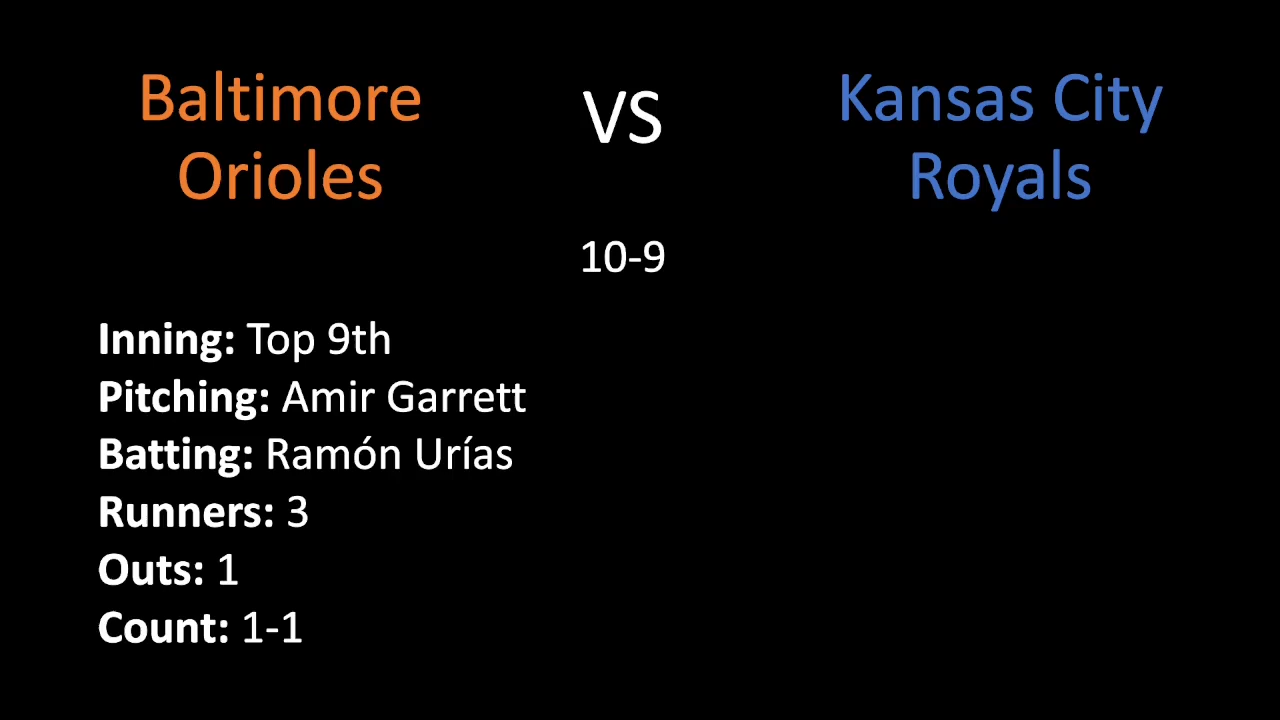 Baltimore
Orioles
VS
Kansas City
Royals
10-9
Inning: Top 9th
Pitching: Amir Garrett
Batting: Ramón Urías
Runners: 3
Outs: 1
Count: 1-1